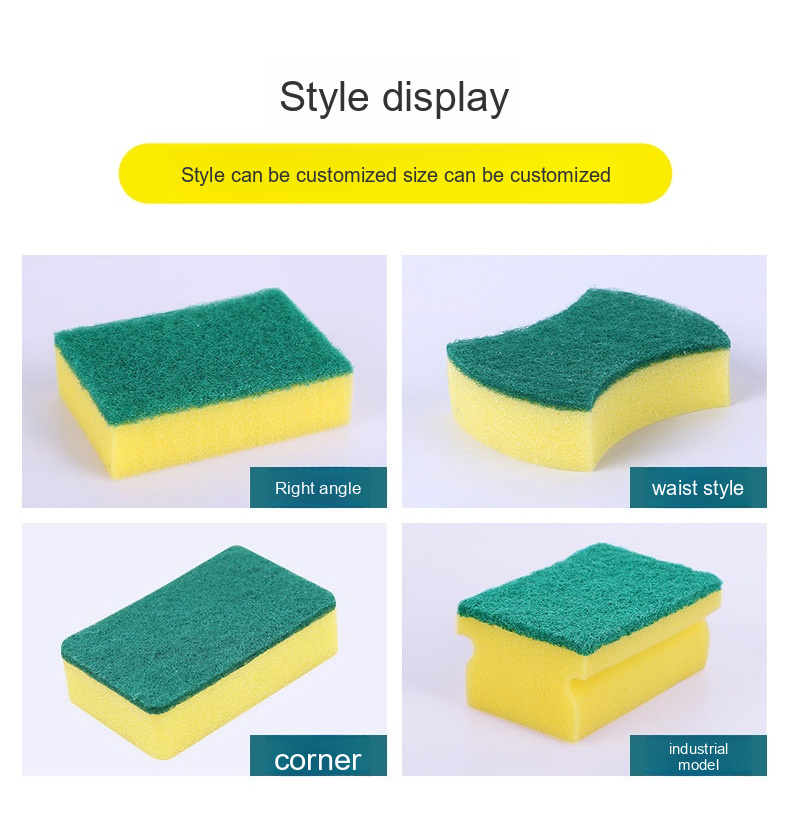 Style display
Style can be customized size can be customized
Right angle
waist style
corner
industrial
model